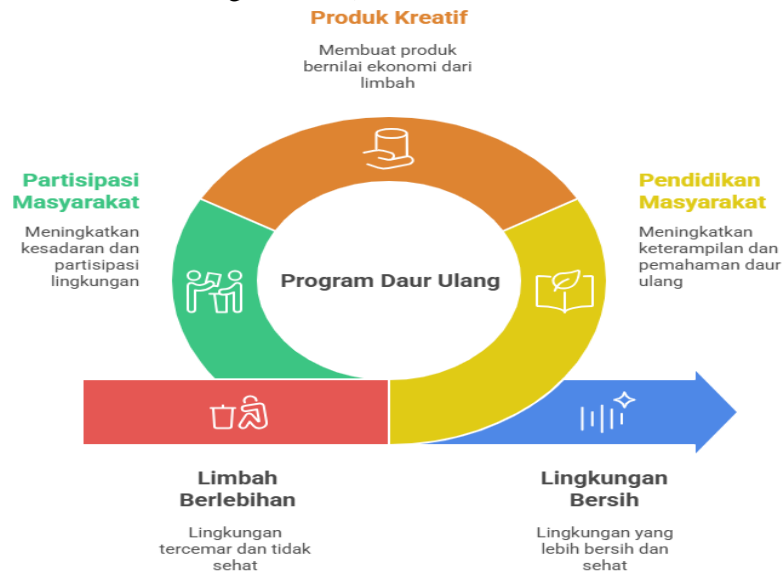 Produk Kreatif
Membuat produk
bernilai ekonomi dari
limbah
Partisipasi
Masyarakat
Meningkatkan
kesadaran dan
partisipasi
lingkungan
Program Daur Ulang
Pendidikan
Masyarakat
Meningkatkan
keterampilan dan
pemahaman daur
ulang
Limbah
Berlebihan
Lingkungan
tercemar dan tidak
sehat
Lingkungan
Bersih
Lingkungan yang
lebih bersih dan
sehat